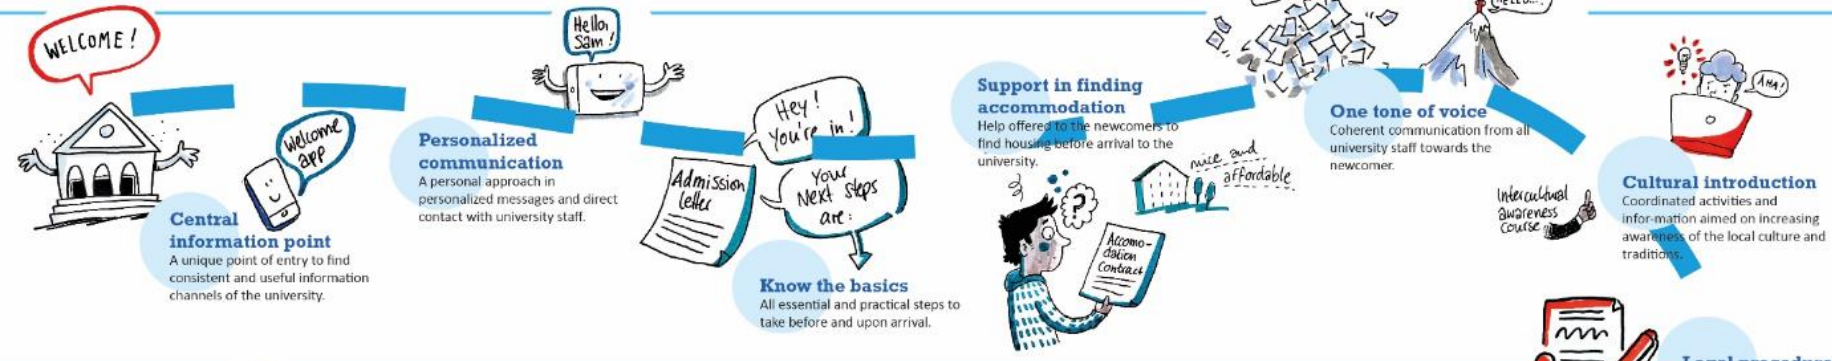 WELCOME!
Welcome
app
Central
information point
A unique point of entry to find
consistent and useful information
channels of the university.
Hello,
Sam!
Personalized
communication
A personal approach in
personalized messages and direct
contact with university staff.
Hey!
You're in!
Admission
letter
Your
Next steps
are:
Know the basics
All essential and practical steps to
take before and upon arrival.
Support in finding
accommodation
Help offered to the newcomers to
find housing before arrival to the
university.
nice and
affordable
?
Accomo-
dation
Contract
One tone of voice
Coherent communication from all
university staff towards the
newcomer.
Intercultural
awareness
course
AHA!
Cultural introduction
Coordinated activities and
infor-mation aimed on increasing
awareness of the local culture and
traditions.